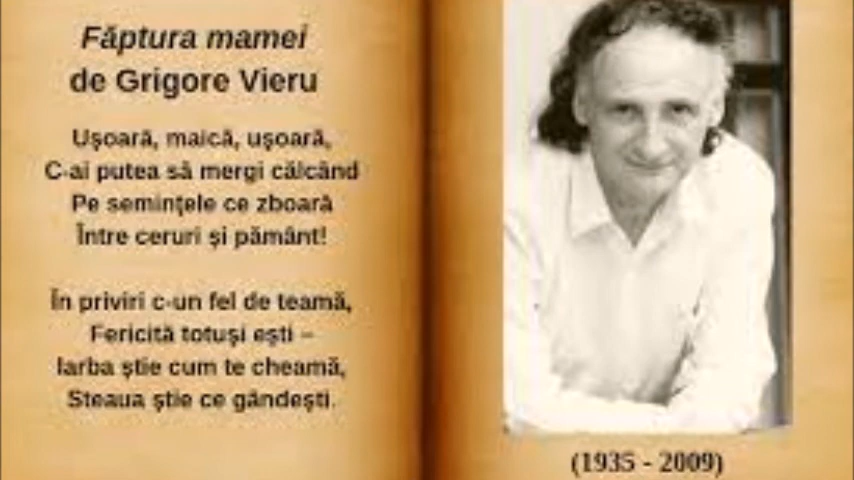 Făptura mamei
de Grigore Vieru
Uşoară, maică, uşoară,
C-ai putea să mergi călcând
Pe seminţele ce zboară
Între ceruri şi pământ!
În priviri c-un fel de teamă,
Fericită totuşi eşti –
Iarba ştie cum te cheamă,
Steaua ştie ce gândeşti.
(1935 - 2009)